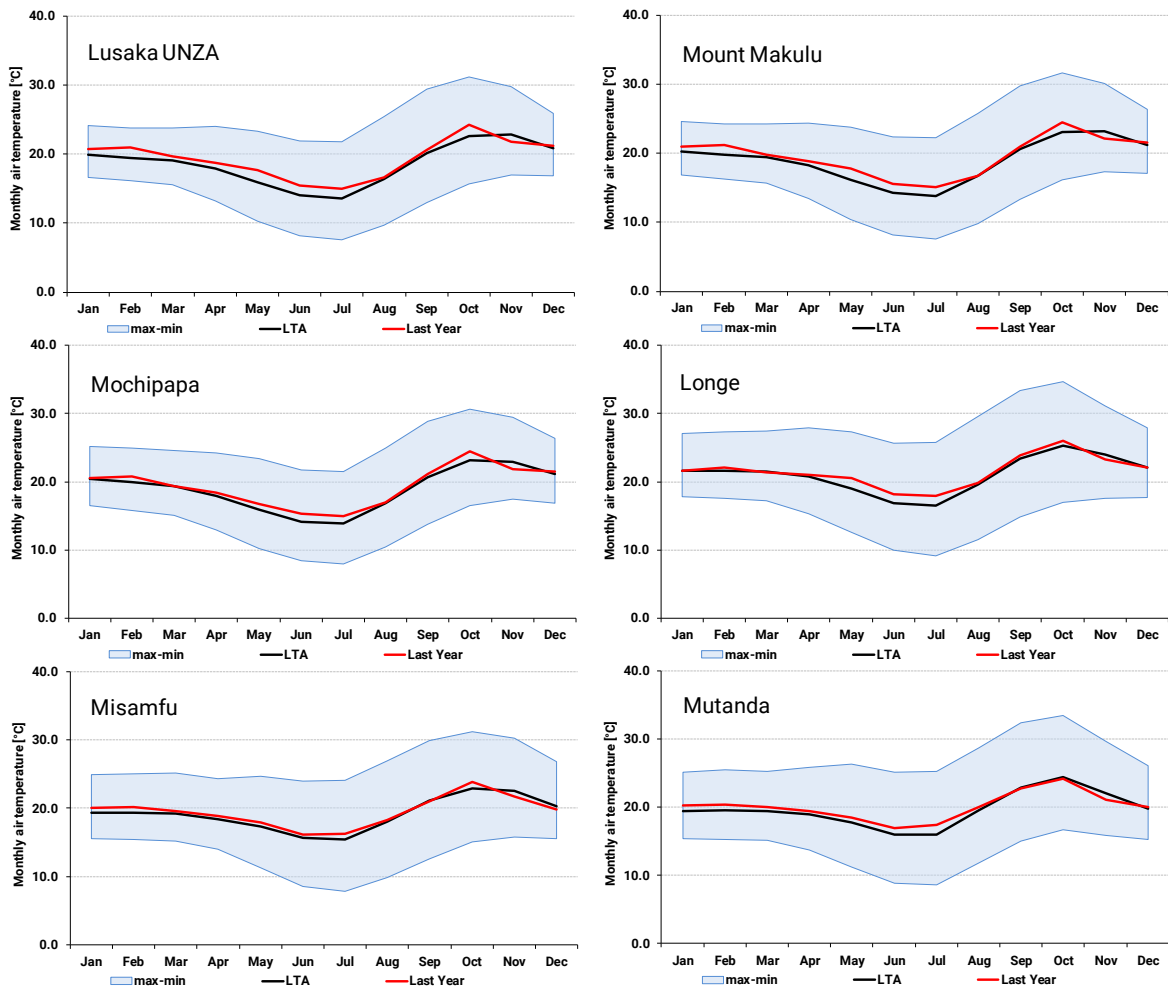 Lusaka UNZA
Monthly air temperature [°C]
40.0
30.0
20.0
10.0
0.0
Jan Feb Mar Apr May Jun Jul Aug Sep Oct Nov Dec
max-min LTA Last Year
Mount Makulu
Monthly air temperature [°C]
40.0
30.0
20.0
10.0
0.0
Jan Feb Mar Apr May Jun Jul Aug Sep Oct Nov Dec
max-min LTA Last Year
Mochipapa
Monthly air temperature [°C]
40.0
30.0
20.0
10.0
0.0
Jan Feb Mar Apr May Jun Jul Aug Sep Oct Nov Dec
max-min LTA Last Year
Longe
Monthly air temperature [°C]
40.0
30.0
20.0
10.0
0.0
Jan Feb Mar Apr May Jun Jul Aug Sep Oct Nov Dec
max-min LTA Last Year
Misamfu
Monthly air temperature [°C]
40.0
30.0
20.0
10.0
0.0
Jan Feb Mar Apr May Jun Jul Aug Sep Oct Nov Dec
max-min LTA Last Year
Mutanda
Monthly air temperature [°C]
40.0
30.0
20.0
10.0
0.0
Jan Feb Mar Apr May Jun Jul Aug Sep Oct Nov Dec
max-min LTA Last Year